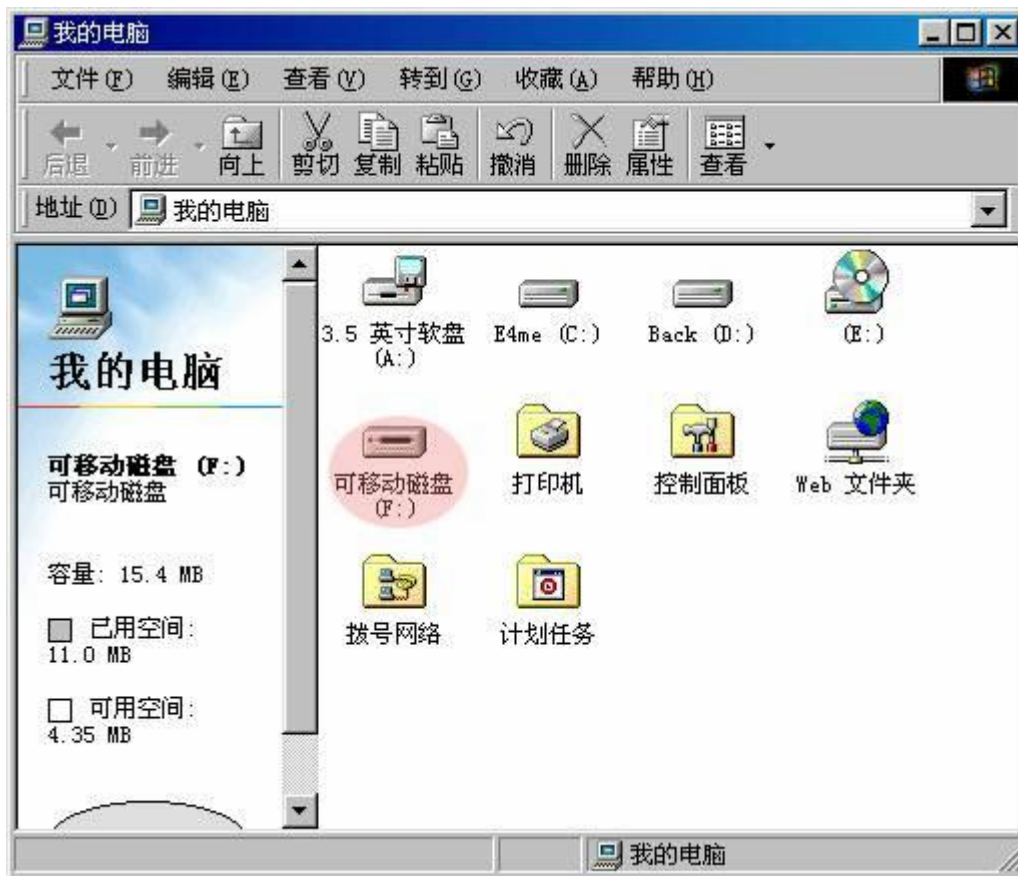 我的电脑
文件(F) 编辑(E) 查看(V) 转到(G) 收藏(A) 帮助(H)
后退 前进 向上 剪切 复制 粘贴 撤消 删除 属性 查看
地址(D) 我的电脑
我的电脑
可移动磁盘 (F:)
可移动磁盘
容量: 15.4 MB
已用空间:
11.0 MB
可用空间:
4.35 MB
3.5 英寸软盘
(A:)
E4me (C:)
Back (D:)
(E:)
可移动磁盘
(F:)
打印机
控制面板
Web 文件夹
拨号网络
计划任务
我的电脑